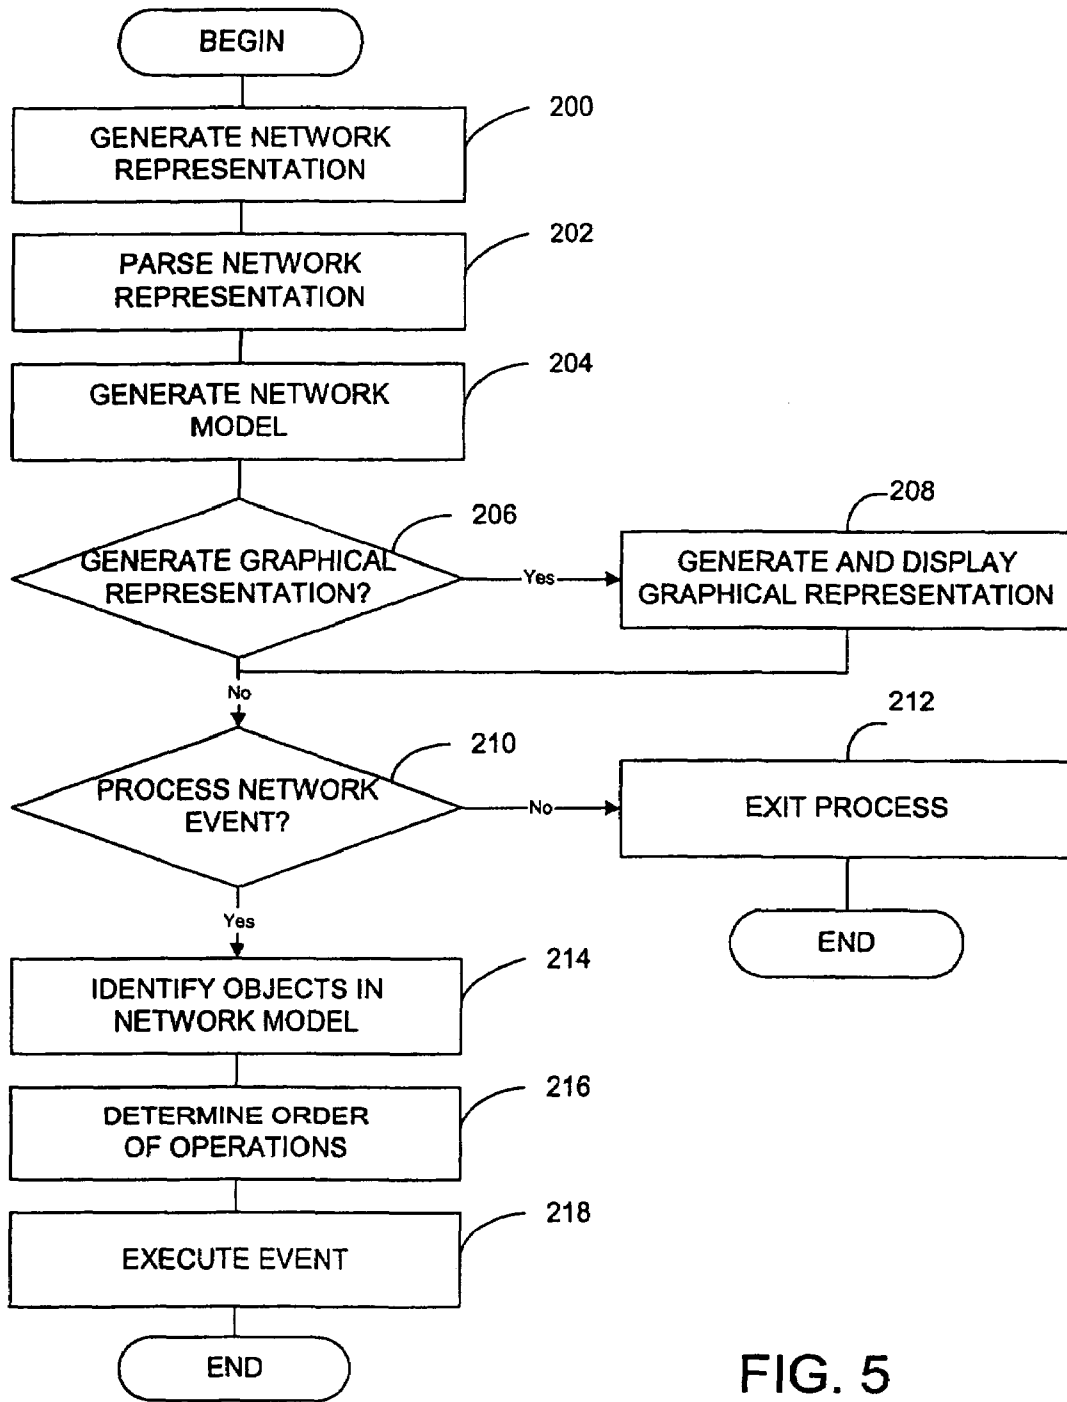 BEGIN
200
GENERATE NETWORK
REPRESENTATION
202
PARSE NETWORK
REPRESENTATION
204
GENERATE NETWORK
MODEL
206
GENERATE GRAPHICAL
REPRESENTATION?
Yes
208
GENERATE AND DISPLAY
GRAPHICAL REPRESENTATION
No
210
PROCESS NETWORK
EVENT?
No
212
EXIT PROCESS
END
Yes
214
IDENTIFY OBJECTS IN
NETWORK MODEL
216
DETERMINE ORDER
OF OPERATIONS
218
EXECUTE EVENT
END
FIG. 5